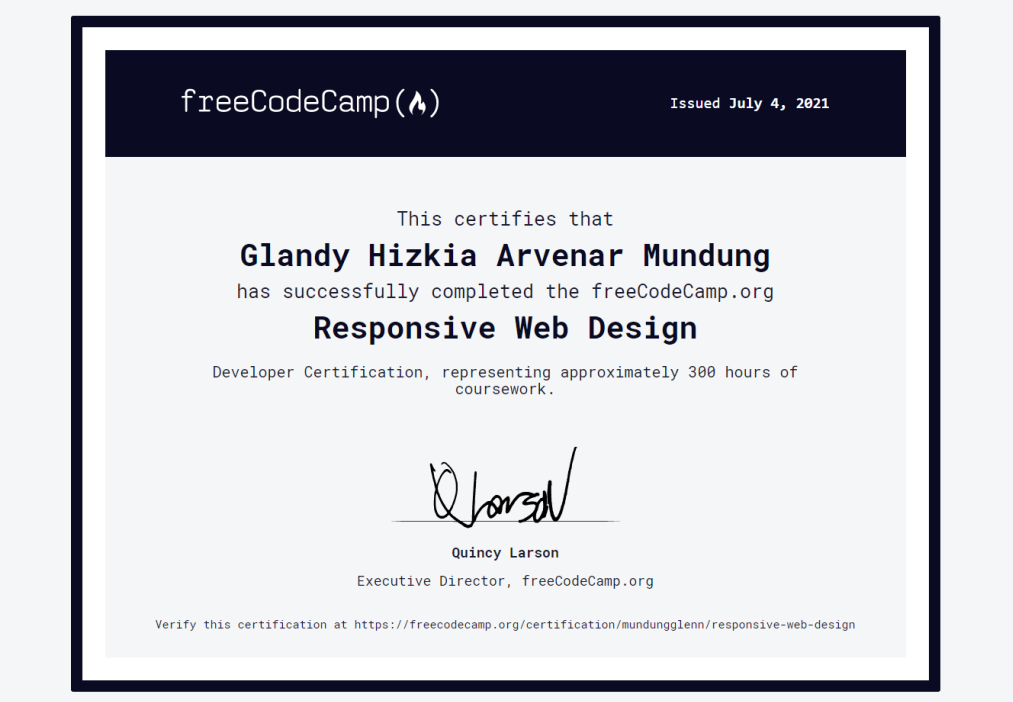 freeCodeCamp(🔥)
Issued July 4, 2021
This certifies that
Glandy Hizkia Arvenar Mundung
has successfully completed the freeCodeCamp.org
Responsive Web Design
Developer Certification, representing approximately 300 hours of
coursework.
Q Larson
Quincy Larson
Executive Director, freeCodeCamp.org
Verify this certification at https://freecodecamp.org/certification/mundungglenn/responsive-web-design